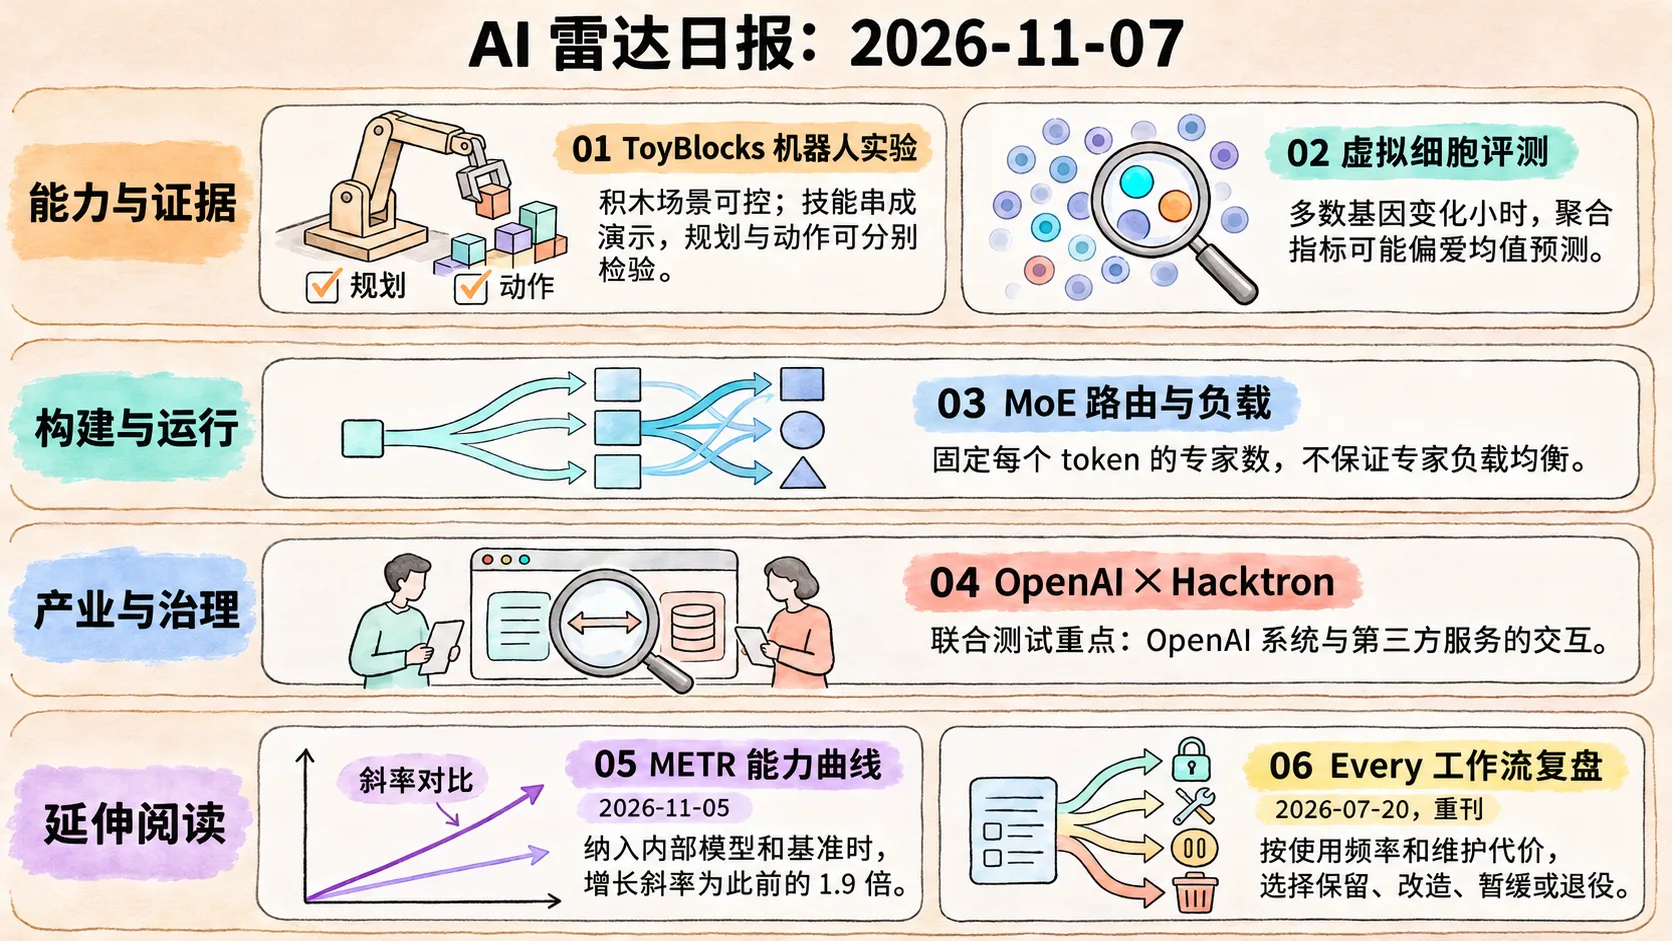 AI 雷达日报：2026-11-07
能力与证据
01 ToyBlocks 机器人实验
积木场景可控；技能串成
演示，规划与动作可分别
检验。
规划
动作
02 虚拟细胞评测
多数基因变化小时，聚合
指标可能偏爱均值预测。
构建与运行
03 MoE 路由与负载
固定每个 token 的专家数，不保证专家负载均衡。
产业与治理
04 OpenAI × Hacktron
联合测试重点：OpenAI 系统与第三方服务的交互。
延伸阅读
斜率对比
05 METR 能力曲线
2026-11-05
纳入内部模型和基准时，
增长斜率为此前的 1.9 倍。
06 Every 工作流复盘
2026-07-20，重刊
按使用频率和维护代价，
选择保留、改造、暂缓或退役。